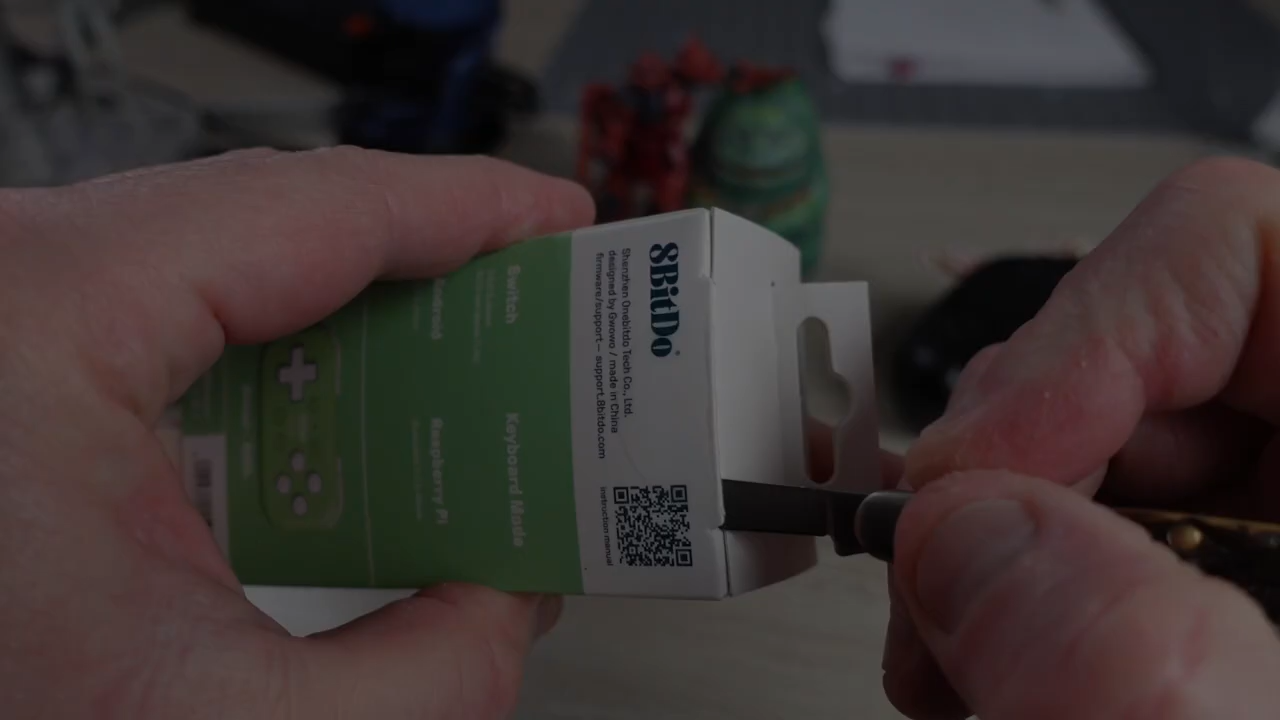 8BitDo
Shenzhen Onebitdo Tech Co., Ltd.
designed by Gwowo / made in China
firmware/support— support.8bitdo.com
instruction manual
Switch
Keyboard Mode
Raspberry Pi